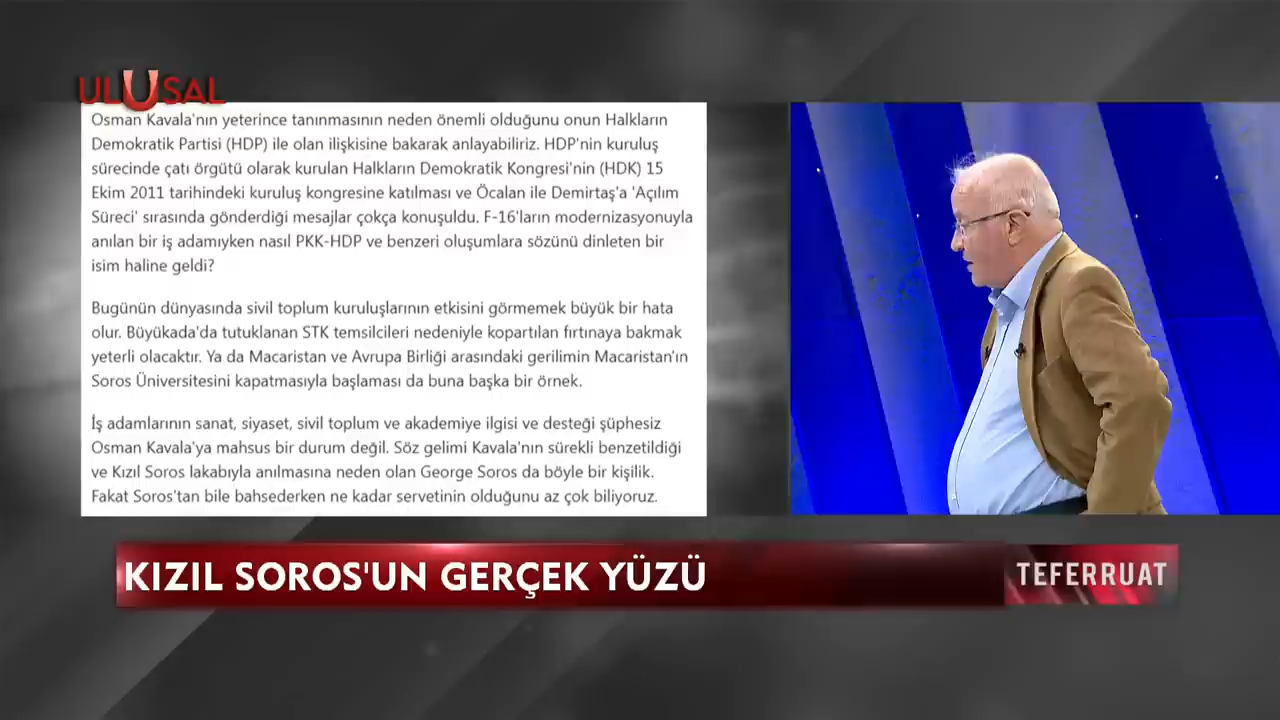 ULUSAL
Osman Kavala'nın yeterince tanınmasının neden önemli olduğunu onun Halkların
Demokratik Partisi (HDP) ile olan ilişkisine bakarak anlayabiliriz. HDP'nin kuruluş
sürecinde çatı örgütü olarak kurulan Halkların Demokratik Kongresi'nin (HDK) 15
Ekim 2011 tarihindeki kuruluş kongresine katılması ve Öcalan ile Demirtaş'a 'Açılım
Süreci' sırasında gönderdiği mesajlar çokça konuşuldu. F-16'ların modernizasyonuyla
anılan bir iş adamıyken nasıl PKK-HDP ve benzeri oluşumlara sözünü dinleten bir
isim haline geldi?
Bugünün dünyasında sivil toplum kuruluşlarının etkisini görmemek büyük bir hata
olur. Büyükada'da tutuklanan STK temsilcileri nedeniyle kopartılan fırtınaya bakmak
yeterli olacaktır. Ya da Macaristan ve Avrupa Birliği arasındaki gerilimin Macaristan'ın
Soros Üniversitesini kapatmasıyla başlaması da buna başka bir örnek.
İş adamlarının sanat, siyaset, sivil toplum ve akademiye ilgisi ve desteği şüphesiz
Osman Kavala'ya mahsus bir durum değil. Söz gelimi Kavala'nın sürekli benzetildiği
ve Kızıl Soros lakabıyla anılmasına neden olan George Soros da böyle bir kişilik.
Fakat Soros'tan bile bahsederken ne kadar servetinin olduğunu az çok biliyoruz.
KIZIL SOROS'UN GERÇEK YÜZÜ
TEFERRUAT